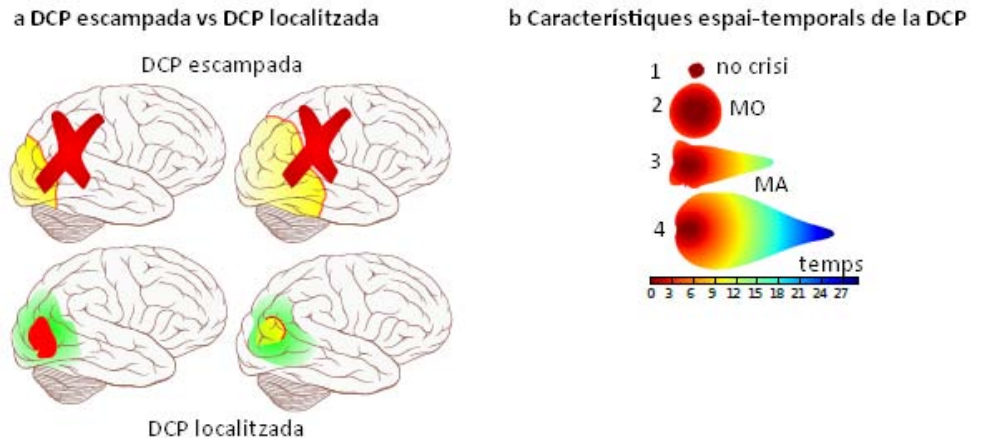 a DCP escampada vs DCP localitzada
DCP escampada
DCP localitzada
b Característiques espai-temporals de la DCP
1 no crisi
2 MO
3
MA
4
temps
0 3 6 9 12 15 18 21 24 27